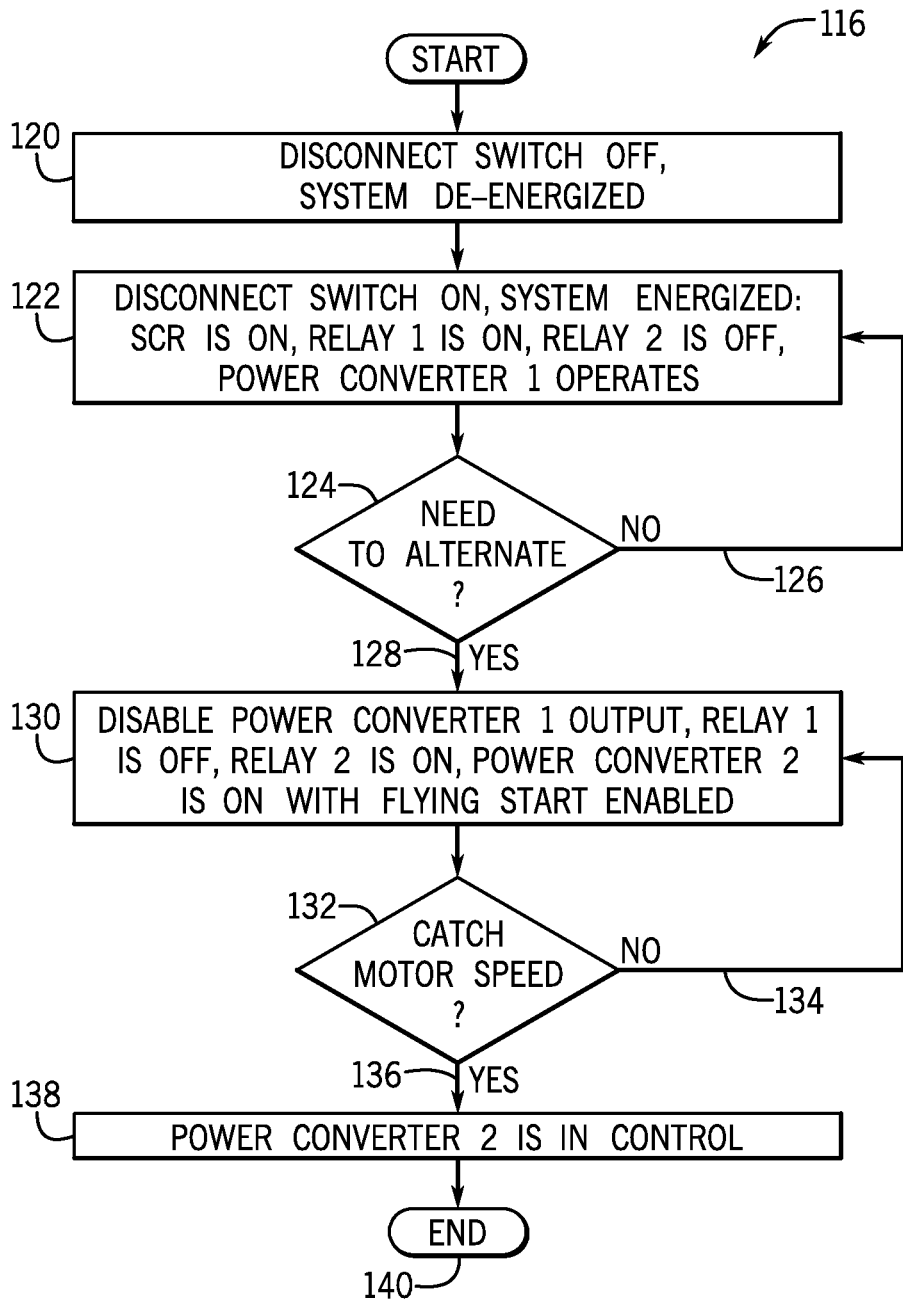 116
START
120
DISCONNECT SWITCH OFF,
SYSTEM DE-ENERGIZED
122
DISCONNECT SWITCH ON, SYSTEM ENERGIZED:
SCR IS ON, RELAY 1 IS ON, RELAY 2 IS OFF,
POWER CONVERTER 1 OPERATES
124
NEED
TO ALTERNATE
?
NO
126
128
YES
130
DISABLE POWER CONVERTER 1 OUTPUT, RELAY 1
IS OFF, RELAY 2 IS ON, POWER CONVERTER 2
IS ON WITH FLYING START ENABLED
132
CATCH
MOTOR SPEED
?
NO
134
136
YES
138
POWER CONVERTER 2 IS IN CONTROL
END
140